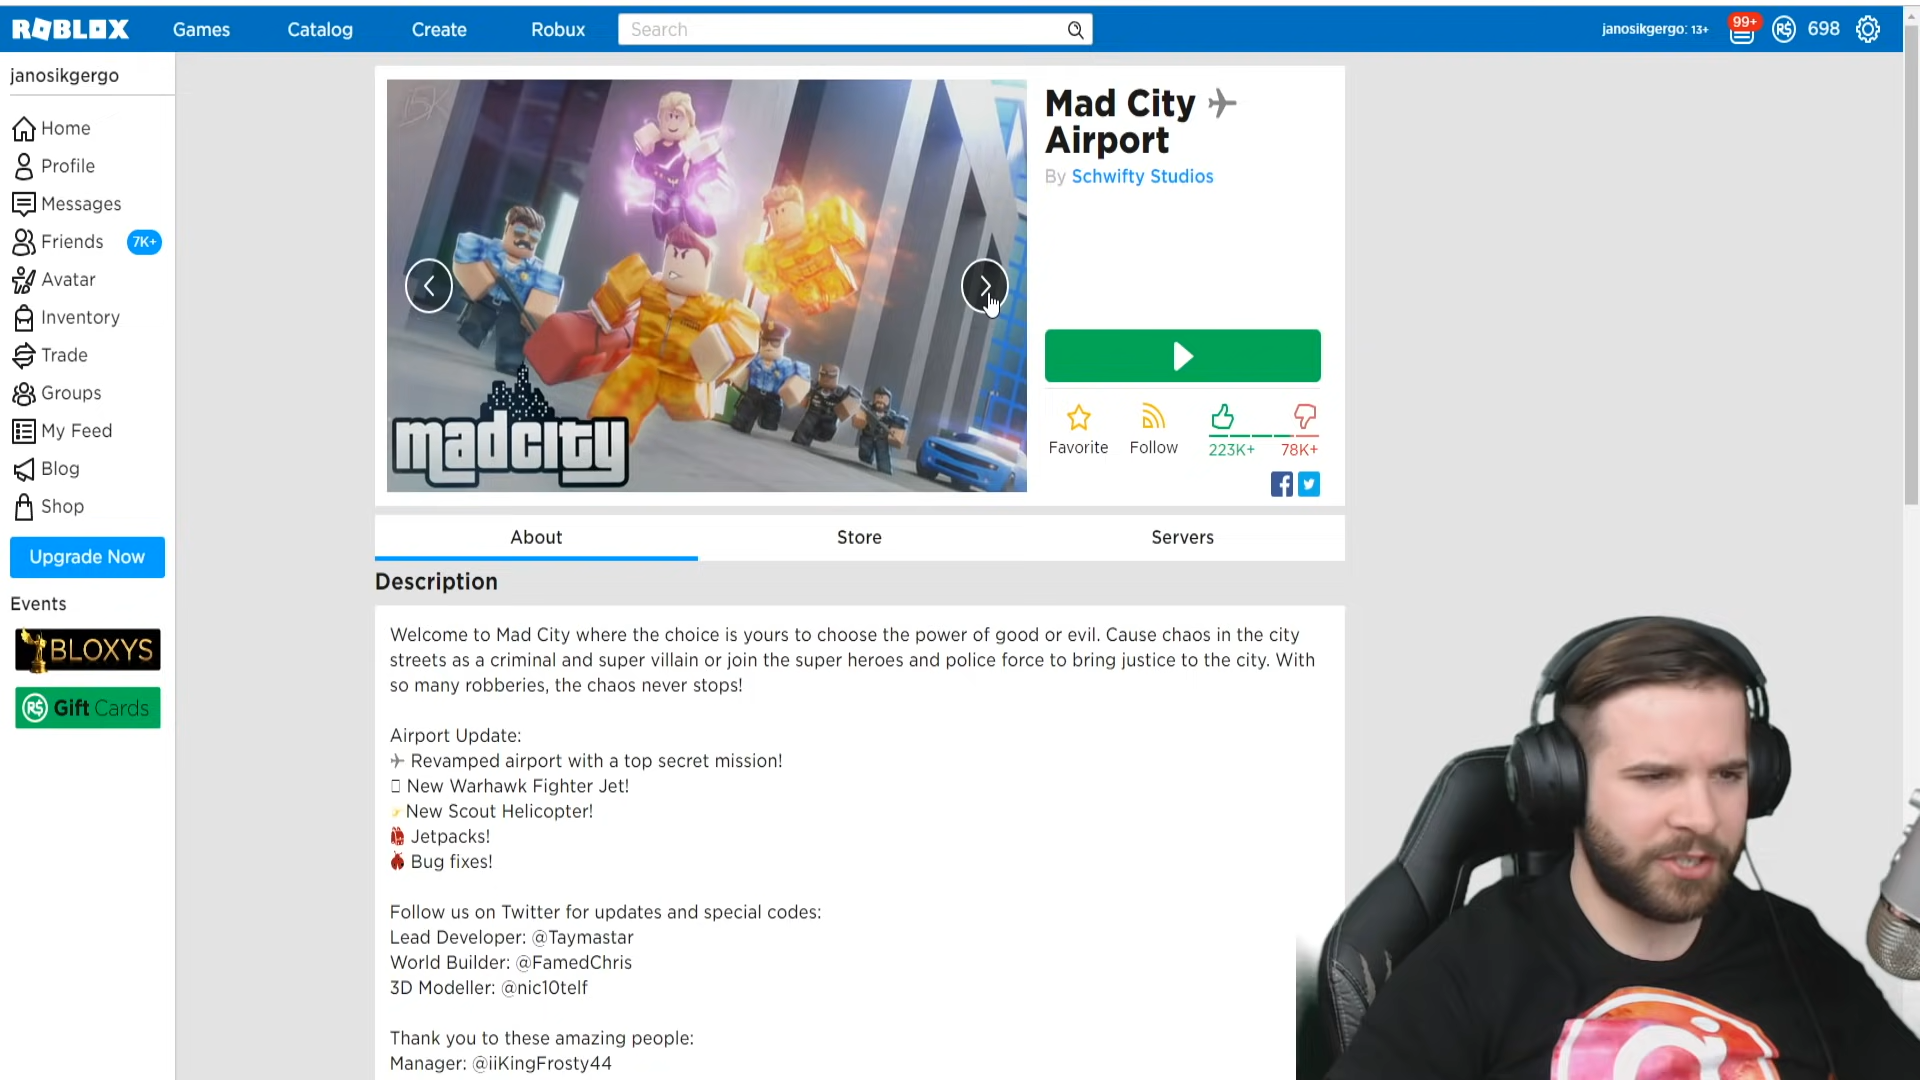 ROBLOX
Games
Catalog
Create
Robux
Search
janosikgergo: 13+
99+
698
janosikgergo
Home
Profile
Messages
Friends
7K+
Avatar
Inventory
Trade
Groups
My Feed
Blog
Shop
Upgrade Now
Events
BLOXYS
R$ Gift Cards
15K
madcity
Mad City ✈
Airport
By Schwifty Studios
Favorite
Follow
223K+
78K+
About
Store
Servers
Description
Welcome to Mad City where the choice is yours to choose the power of good or evil. Cause chaos in the city
streets as a criminal and super villain or join the super heroes and police force to bring justice to the city. With
so many robberies, the chaos never stops!
Airport Update:
✈ Revamped airport with a top secret mission!
New Warhawk Fighter Jet!
New Scout Helicopter!
Jetpacks!
Bug fixes!
Follow us on Twitter for updates and special codes:
Lead Developer: @Taymastar
World Builder: @FamedChris
3D Modeller: @nic10telf
Thank you to these amazing people:
Manager: @iiKingFrosty44